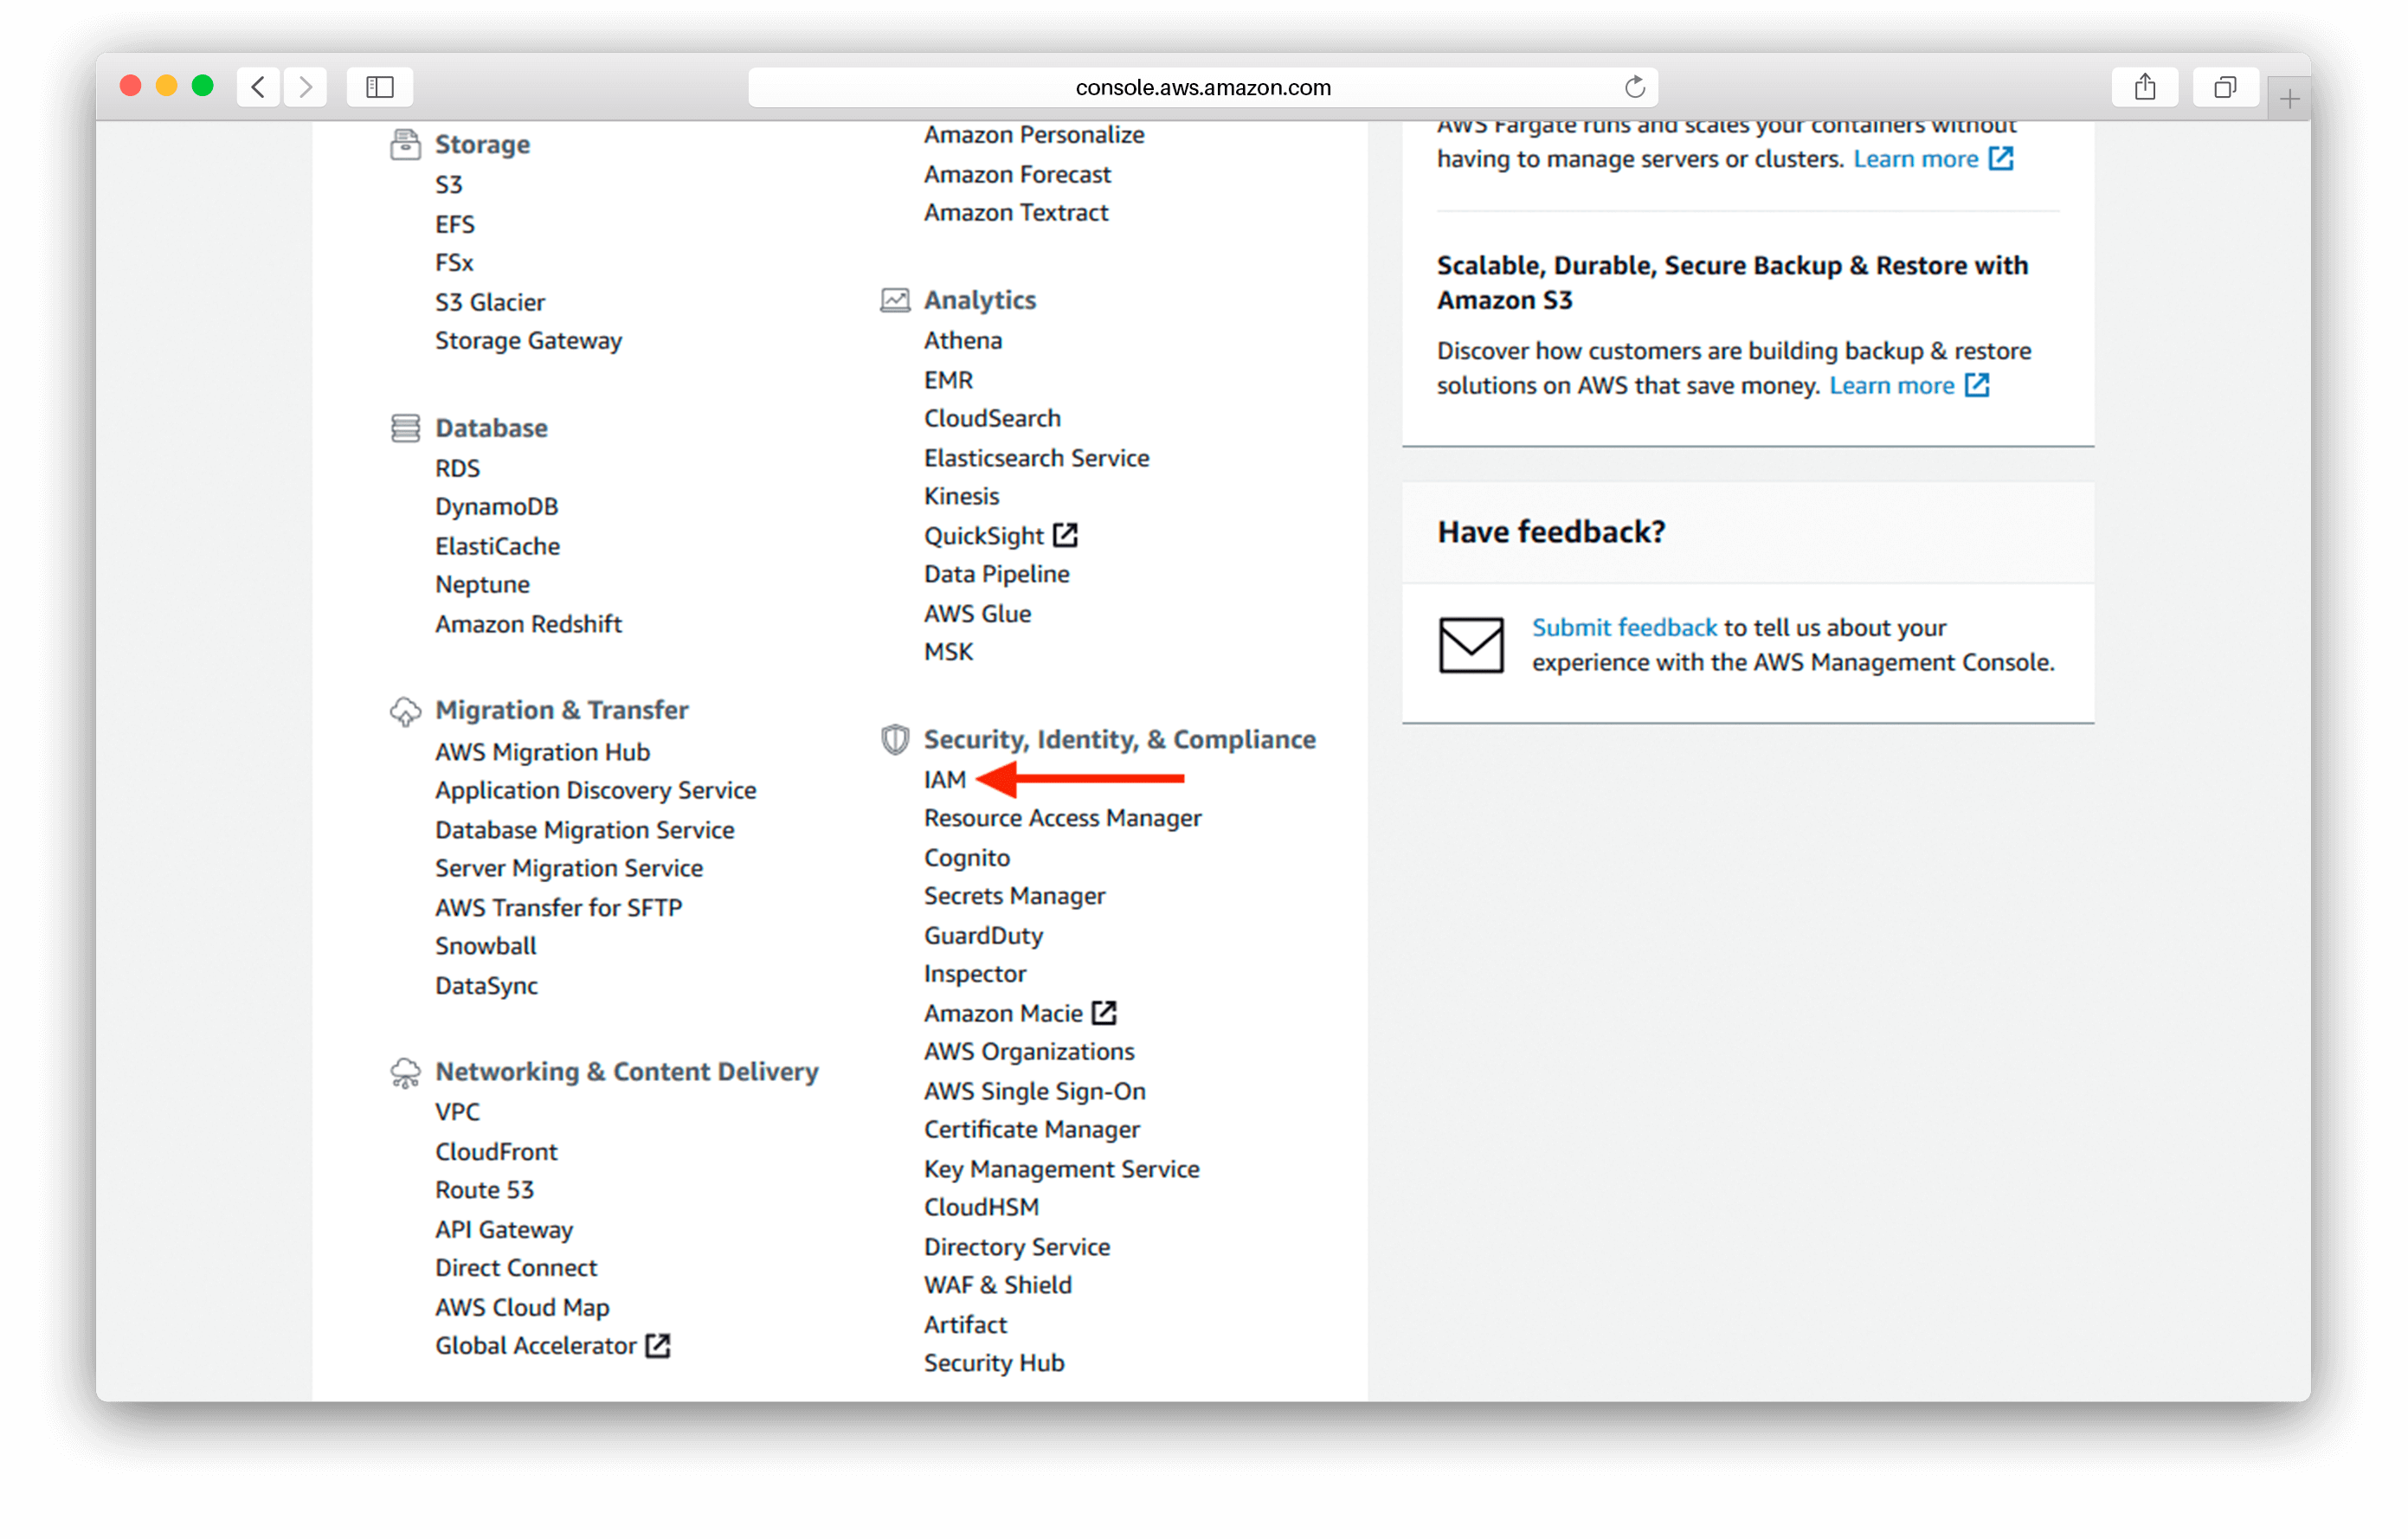 console.aws.amazon.com
Storage
S3
EFS
FSx
S3 Glacier
Storage Gateway
Database
RDS
DynamoDB
ElastiCache
Neptune
Amazon Redshift
Migration & Transfer
AWS Migration Hub
Application Discovery Service
Database Migration Service
Server Migration Service
AWS Transfer for SFTP
Snowball
DataSync
Networking & Content Delivery
VPC
CloudFront
Route 53
API Gateway
Direct Connect
AWS Cloud Map
Global Accelerator
Amazon Personalize
Amazon Forecast
Amazon Textract
Analytics
Athena
EMR
CloudSearch
Elasticsearch Service
Kinesis
QuickSight
Data Pipeline
AWS Glue
MSK
Security, Identity, & Compliance
IAM
Resource Access Manager
Cognito
Secrets Manager
GuardDuty
Inspector
Amazon Macie
AWS Organizations
AWS Single Sign-On
Certificate Manager
Key Management Service
CloudHSM
Directory Service
WAF & Shield
Artifact
Security Hub
AWS Fargate runs and scales your containers without
having to manage servers or clusters. Learn more
Scalable, Durable, Secure Backup & Restore with
Amazon S3
Discover how customers are building backup & restore
solutions on AWS that save money. Learn more
Have feedback?
Submit feedback to tell us about your
experience with the AWS Management Console.